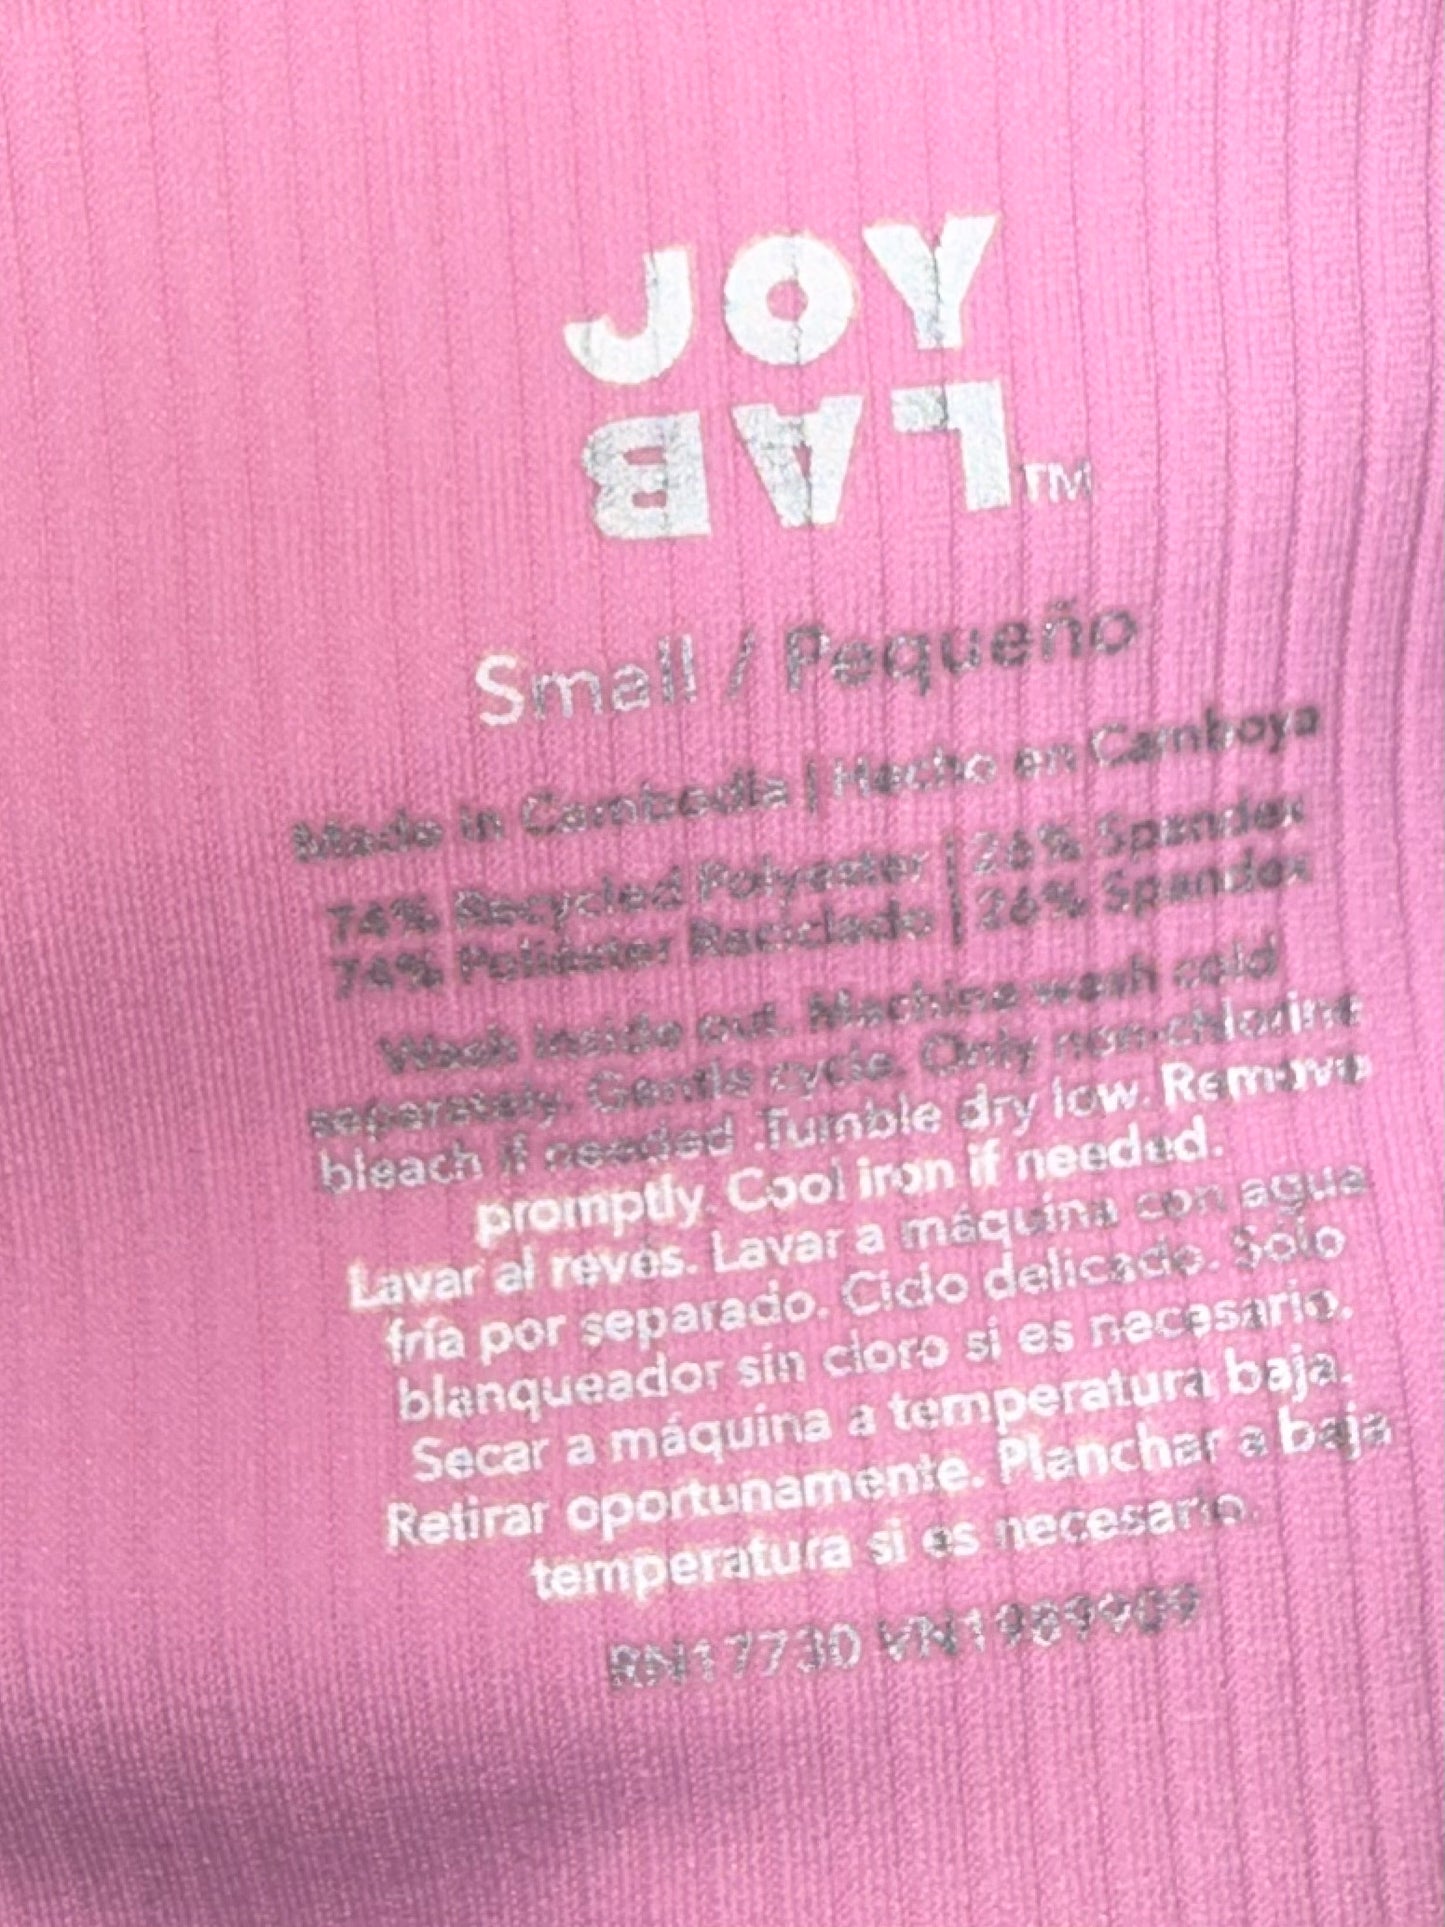 JOY
LAB™
Small / Pequeño
Made in Cambodia | Hecho en Camboya
74% Recycled Polyester | 26% Spandex
74% Poliéster Reciclado | 26% Spandex
Wash inside out. Machine wash cold
separately. Gentle cycle. Only non-chlorine
bleach if needed .Tumble dry low. Remove
promptly. Cool iron if needed.
Lavar al revés. Lavar a máquina con agua
fría por separado. Ciclo delicado. Sólo
blanqueador sin cloro si es necesario.
Secar a máquina a temperatura baja.
Retirar oportunamente. Planchar a baja
temperatura si es necesario.
RN17730 VN1989909